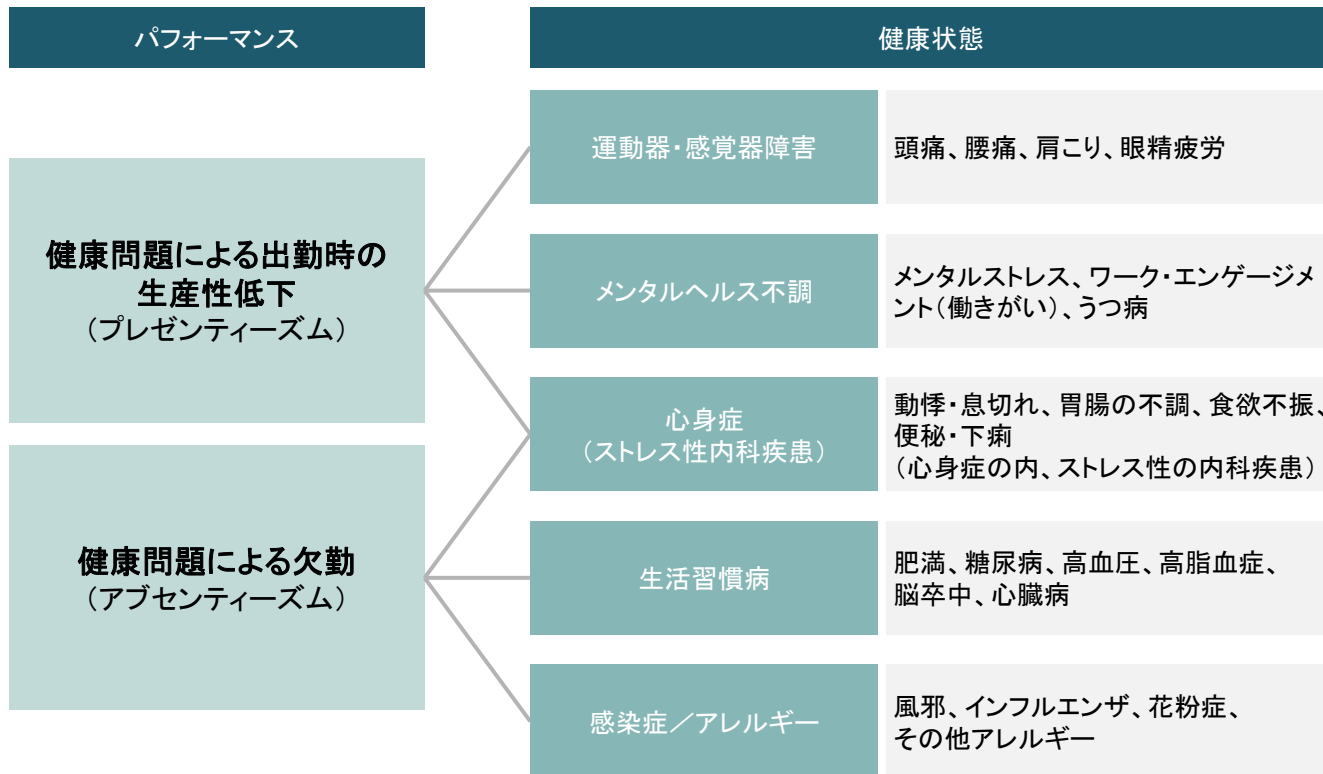 パフォーマンス
健康状態
健康問題による出勤時の
生産性低下
（プレゼンティーズム）
健康問題による欠勤
（アブセンティーズム）
運動器・感覚器障害
頭痛、腰痛、肩こり、眼精疲労
メンタルヘルス不調
メンタルストレス、ワーク・エンゲージメ
ント（働きがい）、うつ病
心身症
（ストレス性内科疾患）
動悸・息切れ、胃腸の不調、食欲不振、
便秘・下痢
（心身症の内、ストレス性の内科疾患）
生活習慣病
肥満、糖尿病、高血圧、高脂血症、
脳卒中、心臓病
感染症／アレルギー
風邪、インフルエンザ、花粉症、
その他アレルギー